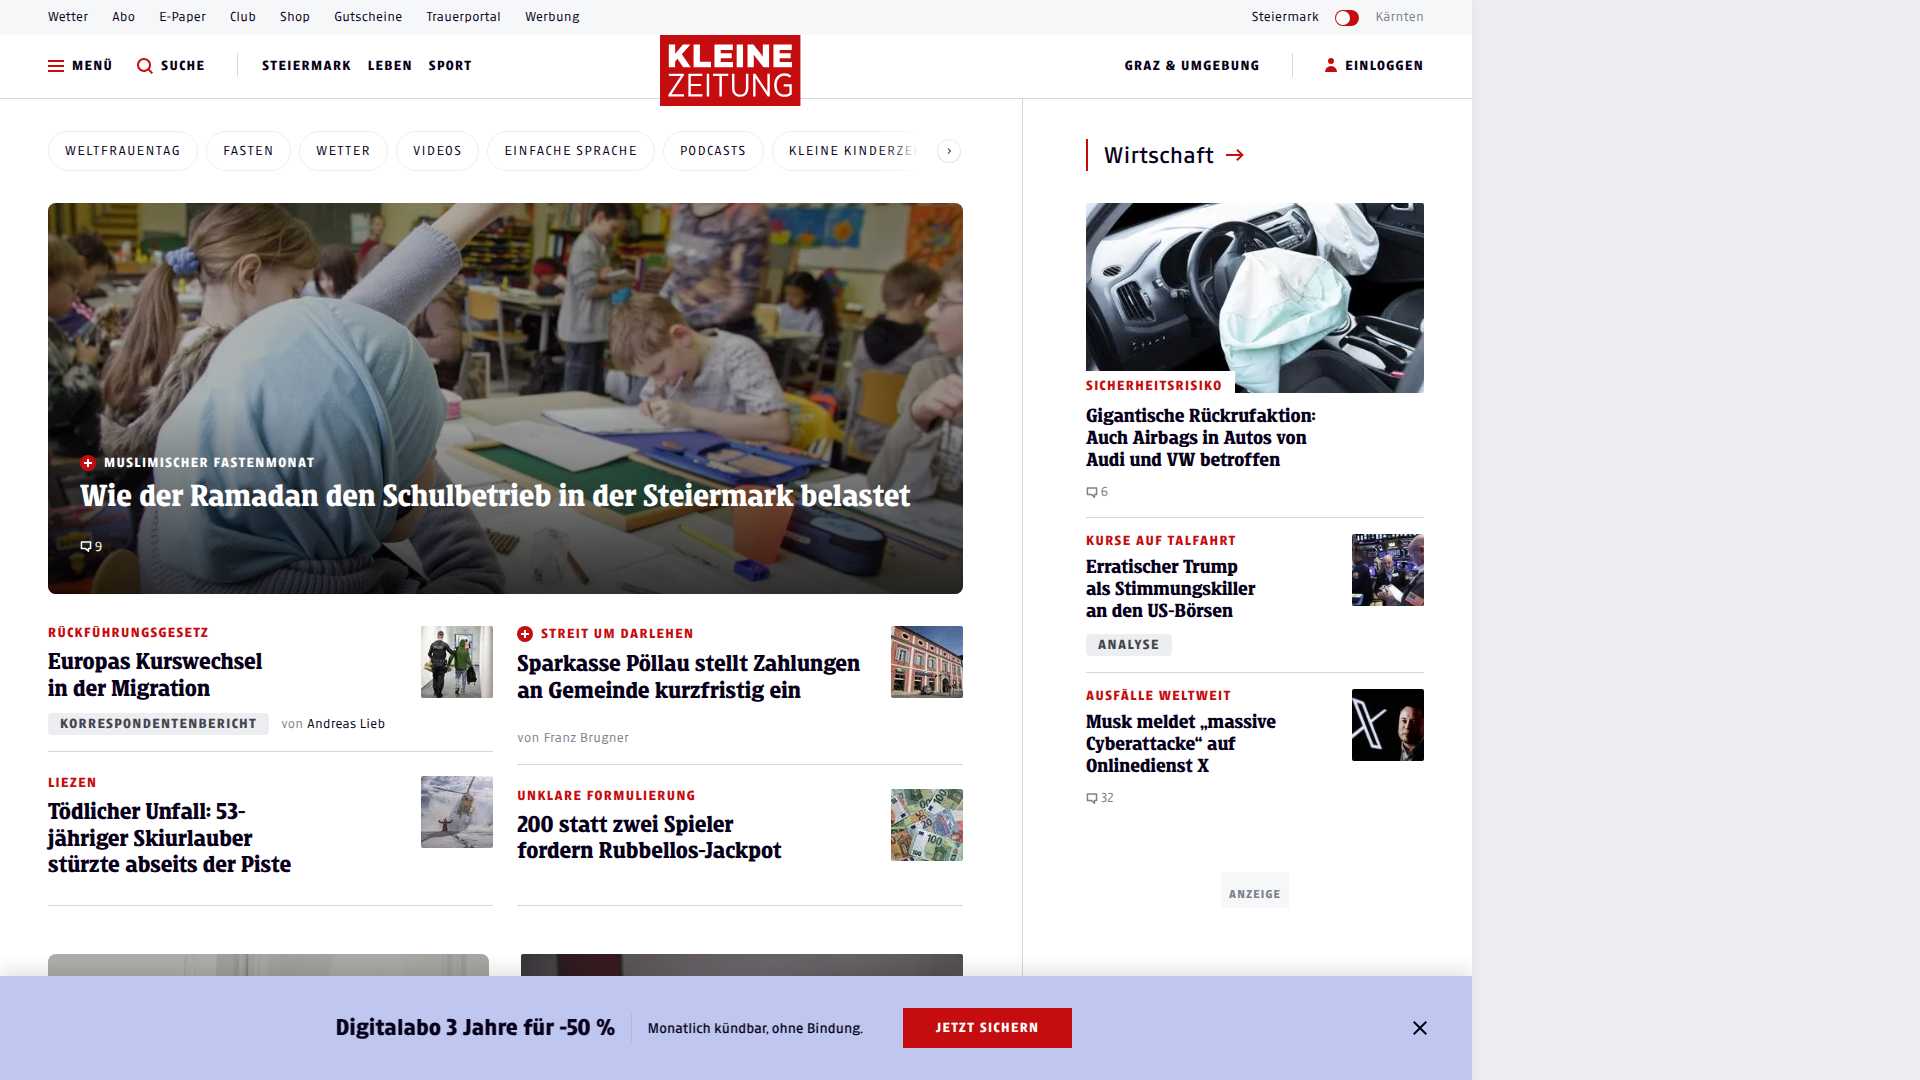 Wetter Abo E-Paper Club Shop Gutscheine Trauerportal Werbung Steiermark Kärnten
MENÜ SUCHE STEIERMARK LEBEN SPORT KLEINE ZEITUNG GRAZ & UMGEBUNG EINLOGGEN
WELTFRAUENTAG FASTEN WETTER VIDEOS EINFACHE SPRACHE PODCASTS KLEINE KINDERZE
MUSLIMISCHER FASTENMONAT
Wie der Ramadan den Schulbetrieb in der Steiermark belastet
9
RÜCKFÜHRUNGSGESETZ
Europas Kurswechsel
in der Migration
KORRESPONDENTENBERICHT von Andreas Lieb
STREIT UM DARLEHEN
Sparkasse Pöllau stellt Zahlungen
an Gemeinde kurzfristig ein
von Franz Brugner
LIEZEN
Tödlicher Unfall: 53-
jähriger Skiurlauber
stürzte abseits der Piste
UNKLARE FORMULIERUNG
200 statt zwei Spieler
fordern Rubbellos-Jackpot
Wirtschaft
SICHERHEITSRISIKO
Gigantische Rückrufaktion:
Auch Airbags in Autos von
Audi und VW betroffen
6
KURSE AUF TALFAHRT
Erratischer Trump
als Stimmungskiller
an den US-Börsen
ANALYSE
AUSFÄLLE WELTWEIT
Musk meldet „massive
Cyberattacke“ auf
Onlinedienst X
32
ANZEIGE
Digitalabo 3 Jahre für -50 % Monatlich kündbar, ohne Bindung. JETZT SICHERN